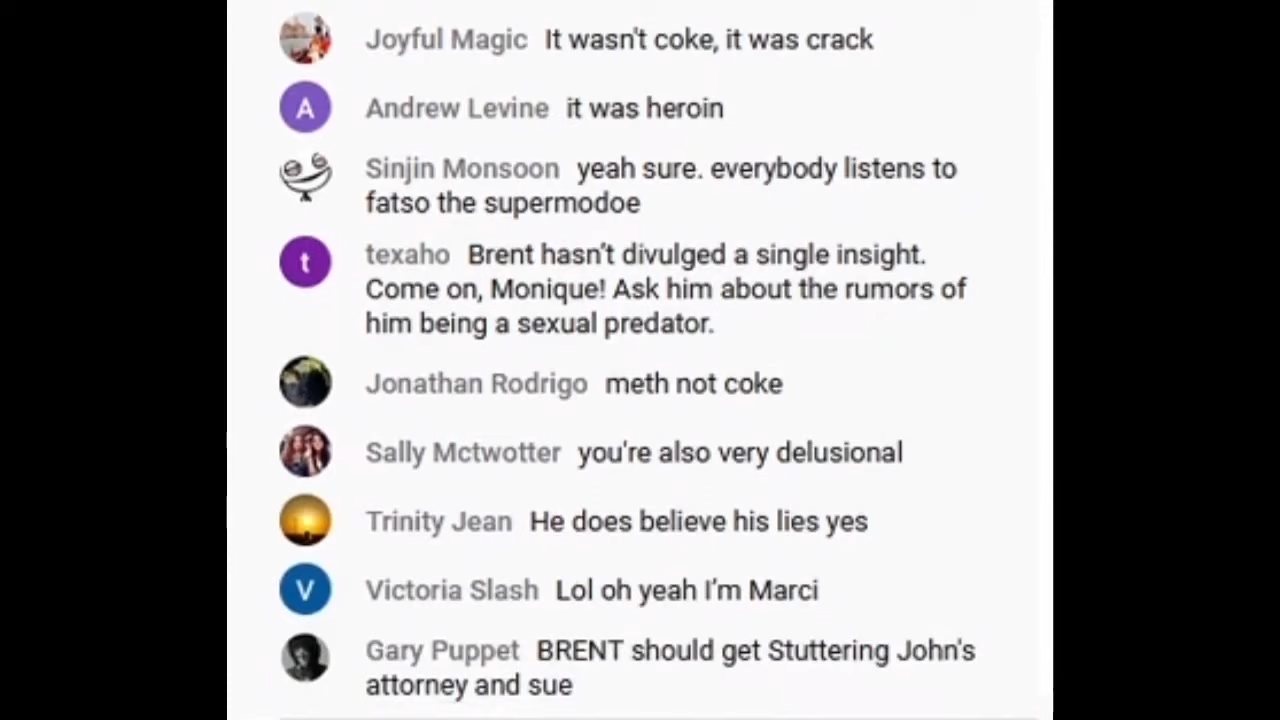 Joyful Magic It wasn't coke, it was crack
A Andrew Levine it was heroin
Sinjin Monsoon yeah sure. everybody listens to
fatso the supermodoe
t texaho Brent hasn't divulged a single insight.
Come on, Monique! Ask him about the rumors of
him being a sexual predator.
Jonathan Rodrigo meth not coke
Sally Mctwotter you're also very delusional
Trinity Jean He does believe his lies yes
V Victoria Slash Lol oh yeah I'm Marci
Gary Puppet BRENT should get Stuttering John's
attorney and sue